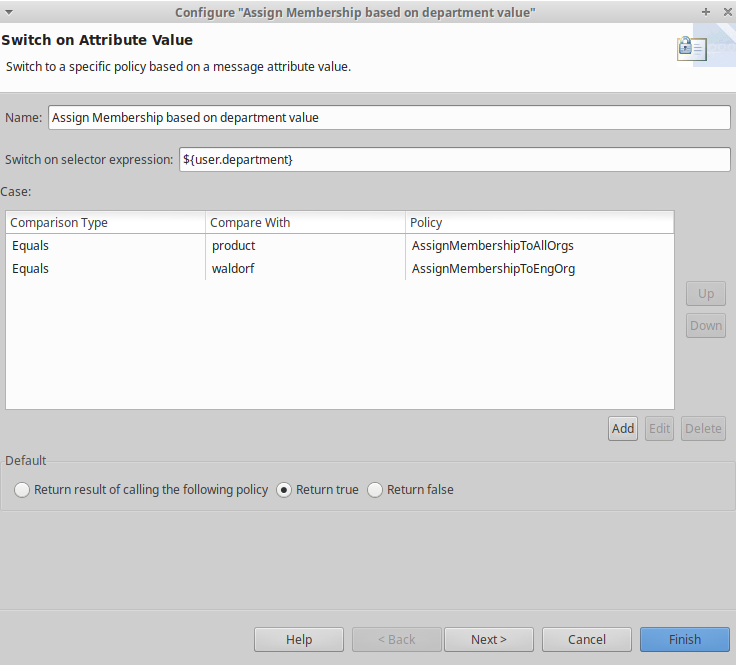 Configure "Assign Membership based on department value"
Switch on Attribute Value
Switch to a specific policy based on a message attribute value.
Name: Assign Membership based on department value
Switch on selector expression: ${user.department}
Case:
Comparison Type Compare With Policy
Equals product AssignMembershipToAllOrgs
Equals waldorf AssignMembershipToEngOrg
Up
Down
Add Edit Delete
Default
Return result of calling the following policy Return true Return false
Help < Back Next > Cancel Finish